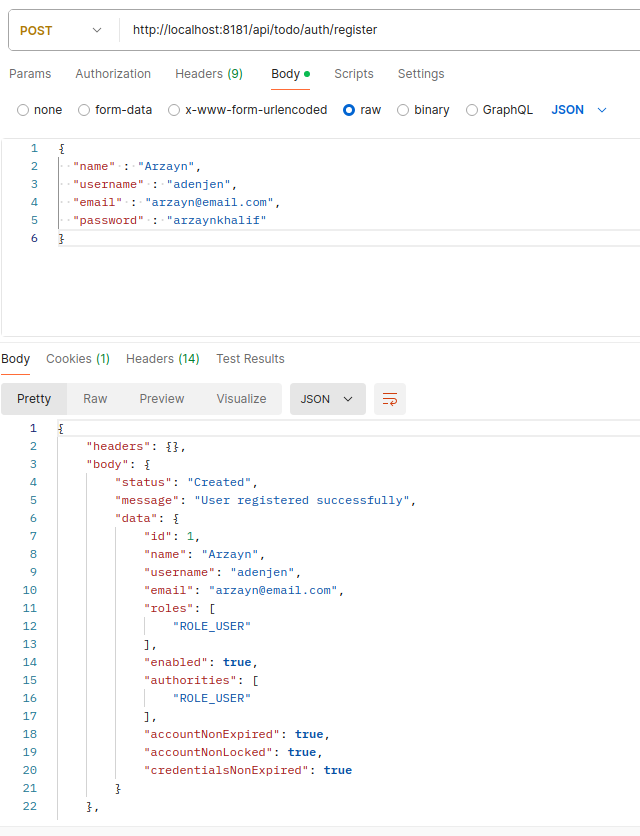 POST http://localhost:8181/api/todo/auth/register
Params Authorization Headers (9) Body Scripts Settings
none form-data x-www-form-urlencoded raw binary GraphQL JSON
1 {
2 "name" : "Arzayn",
3 "username" : "adenjen",
4 "email" : "arzayn@email.com",
5 "password" : "arzaynkhalif"
6 }
Body Cookies (1) Headers (14) Test Results
Pretty Raw Preview Visualize JSON
1 {
2 "headers": {},
3 "body": {
4 "status": "Created",
5 "message": "User registered successfully",
6 "data": {
7 "id": 1,
8 "name": "Arzayn",
9 "username": "adenjen",
10 "email": "arzayn@email.com",
11 "roles": [
12 "ROLE_USER"
13 ],
14 "enabled": true,
15 "authorities": [
16 "ROLE_USER"
17 ],
18 "accountNonExpired": true,
19 "accountNonLocked": true,
20 "credentialsNonExpired": true
21 }
22 },